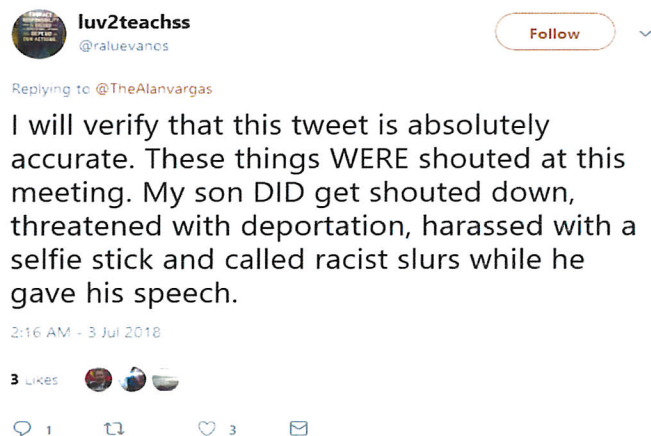 luv2teachss
@raluevanos
Follow
Replying to @TheAlanvargas
I will verify that this tweet is absolutely
accurate. These things WERE shouted at this
meeting. My son DID get shouted down,
threatened with deportation, harassed with a
selfie stick and called racist slurs while he
gave his speech.
2:16 AM - 3 Jul 2018
3 Likes
1
3